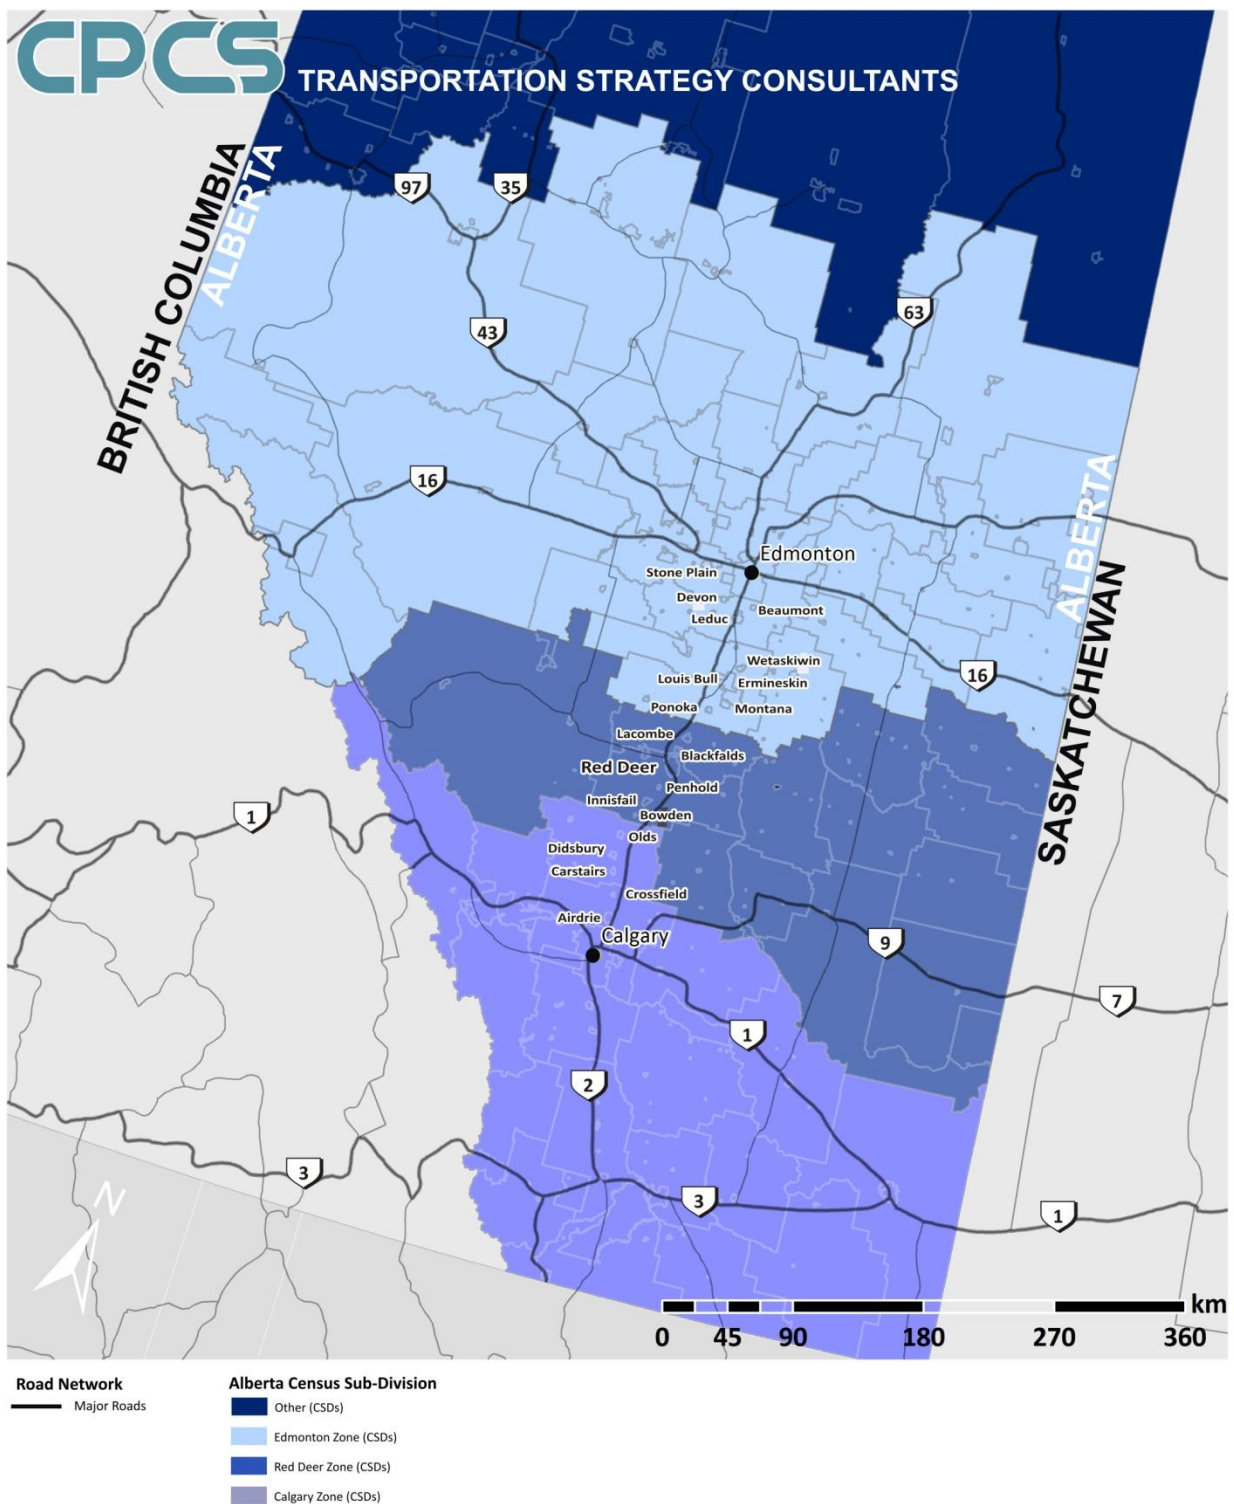 CPCS
TRANSPORTATION STRATEGY CONSULTANTS
BRITISH COLUMBIA
ALBERTA
97
35
63
43
16
ALBERTA
SASKATCHEWAN
Edmonton
Stone Plain
Devon
Beaumont
Leduc
Wetaskiwin
Louis Bull
Ermineskin
16
Ponoka
Montana
Lacombe
Blackfalds
Red Deer
Penhold
Innisfail
Bowden
1
Olds
Didsbury
Carstairs
Crossfield
Airdrie
Calgary
9
7
1
2
3
3
1
N
km
0 45 90 180 270 360
Road Network
Major Roads
Alberta Census Sub-Division
Other (CSDs)
Edmonton Zone (CSDs)
Red Deer Zone (CSDs)
Calgary Zone (CSDs)